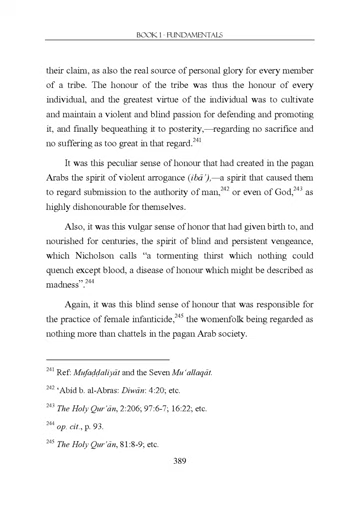 BOOK 1 - FUNDAMENTALS
their claim, as also the real source of personal glory for every member
of a tribe. The honour of the tribe was thus the honour of every
individual, and the greatest virtue of the individual was to cultivate
and maintain a violent and blind passion for defending and promoting
it, and finally bequeathing it to posterity,—regarding no sacrifice and
no suffering as too great in that regard.241
It was this peculiar sense of honour that had created in the pagan
Arabs the spirit of violent arrogance (ibā’),—a spirit that caused them
to regard submission to the authority of man,242 or even of God,243 as
highly dishonourable for themselves.
Also, it was this vulgar sense of honor that had given birth to, and
nourished for centuries, the spirit of blind and persistent vengeance,
which Nicholson calls “a tormenting thirst which nothing could
quench except blood, a disease of honour which might be described as
madness”.244
Again, it was this blind sense of honour that was responsible for
the practice of female infanticide,245 the womenfolk being regarded as
nothing more than chattels in the pagan Arab society.
241 Ref: Mufaḍḍaliyāt and the Seven Mu‘allaqāt.
242 ‘Abīd b. al-Abras: Diwān: 4:20; etc.
243 The Holy Qur’ān, 2:206; 97:6-7; 16:22; etc.
244 op. cit., p. 93.
245 The Holy Qur’ān, 81:8-9; etc.
389